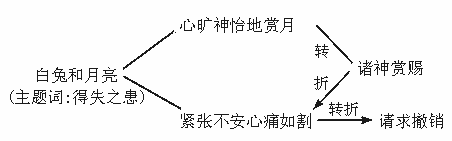 心旷神怡地赏月
转
折
诸神赏赐
白兔和月亮
(主题词:得失之患)
紧张不安心痛如割
转折
请求撤销